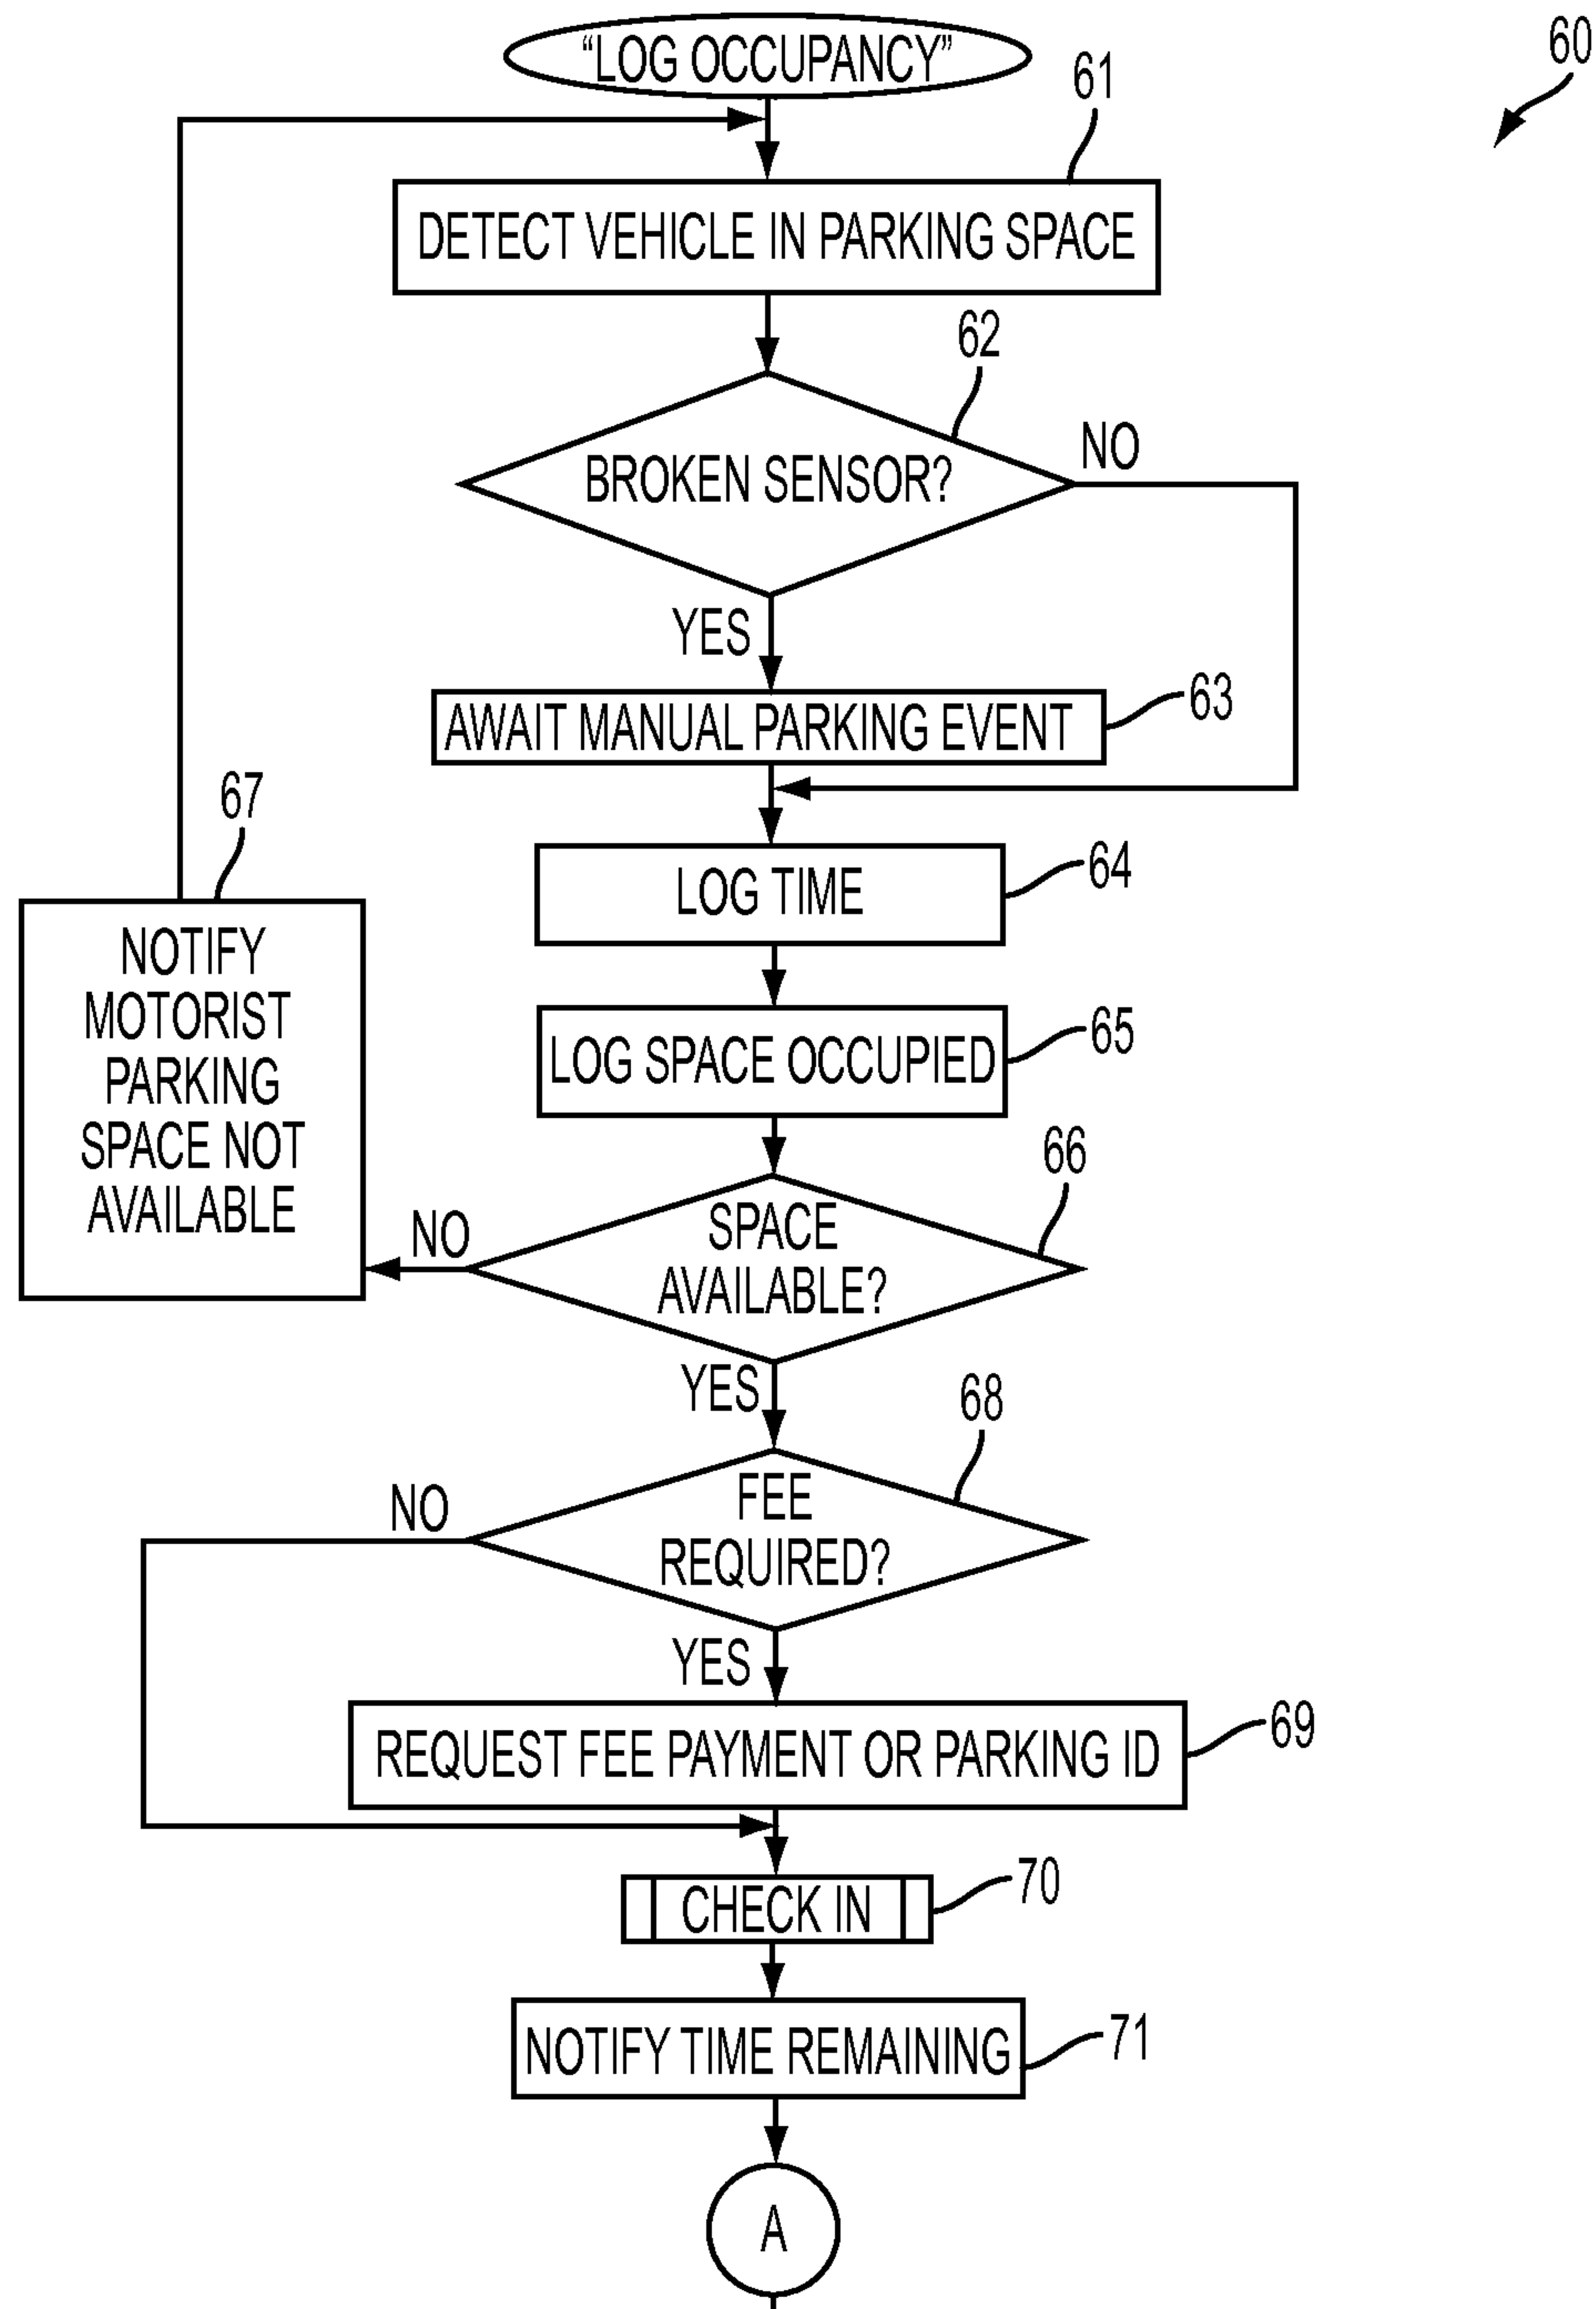 “LOG OCCUPANCY”
60
61
DETECT VEHICLE IN PARKING SPACE
62
BROKEN SENSOR?
NO
YES
AWAIT MANUAL PARKING EVENT
63
67
LOG TIME
64
NOTIFY
MOTORIST
PARKING
SPACE NOT
AVAILABLE
LOG SPACE OCCUPIED
65
66
SPACE
AVAILABLE?
NO
YES
68
FEE
REQUIRED?
NO
YES
REQUEST FEE PAYMENT OR PARKING ID
69
CHECK IN
70
NOTIFY TIME REMAINING
71
A